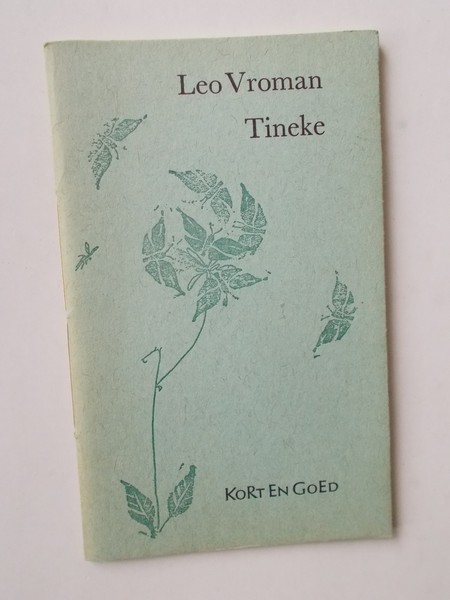 Leo Vroman
Tineke
KoRt En GoEd